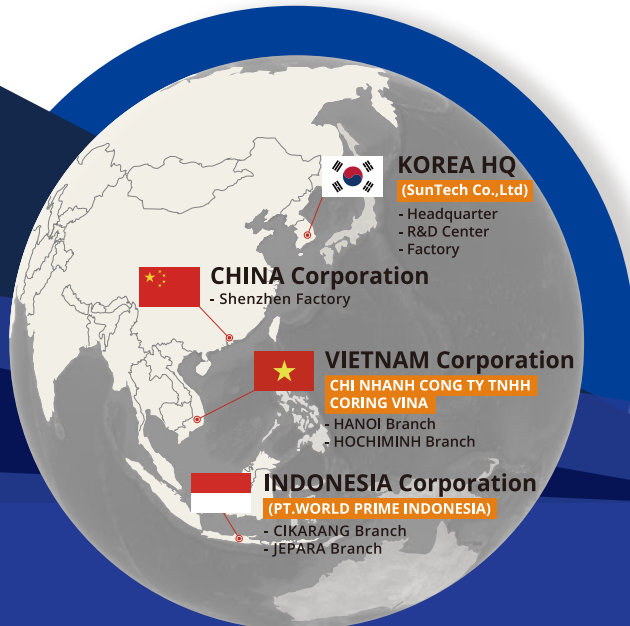 KOREA HQ
(SunTech Co.,Ltd)
- Headquarter
- R&D Center
- Factory
CHINA Corporation
- Shenzhen Factory
VIETNAM Corporation
CHI NHANH CONG TY TNHH
CORING VINA
- HANOI Branch
- HOCHIMINH Branch
INDONESIA Corporation
(PT.WORLD PRIME INDONESIA)
- CIKARANG Branch
- JEPARA Branch